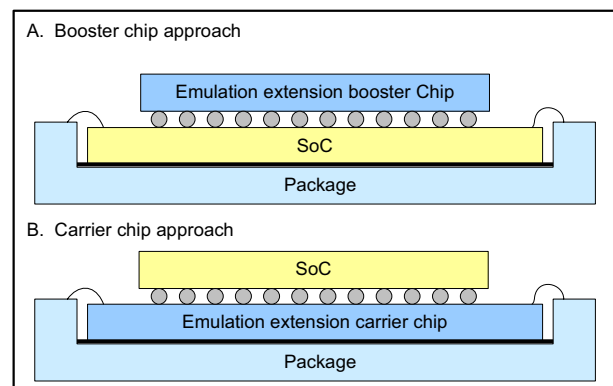 A. Booster chip approach
Emulation extension booster Chip
SoC
Package
B. Carrier chip approach
SoC
Emulation extension carrier chip
Package